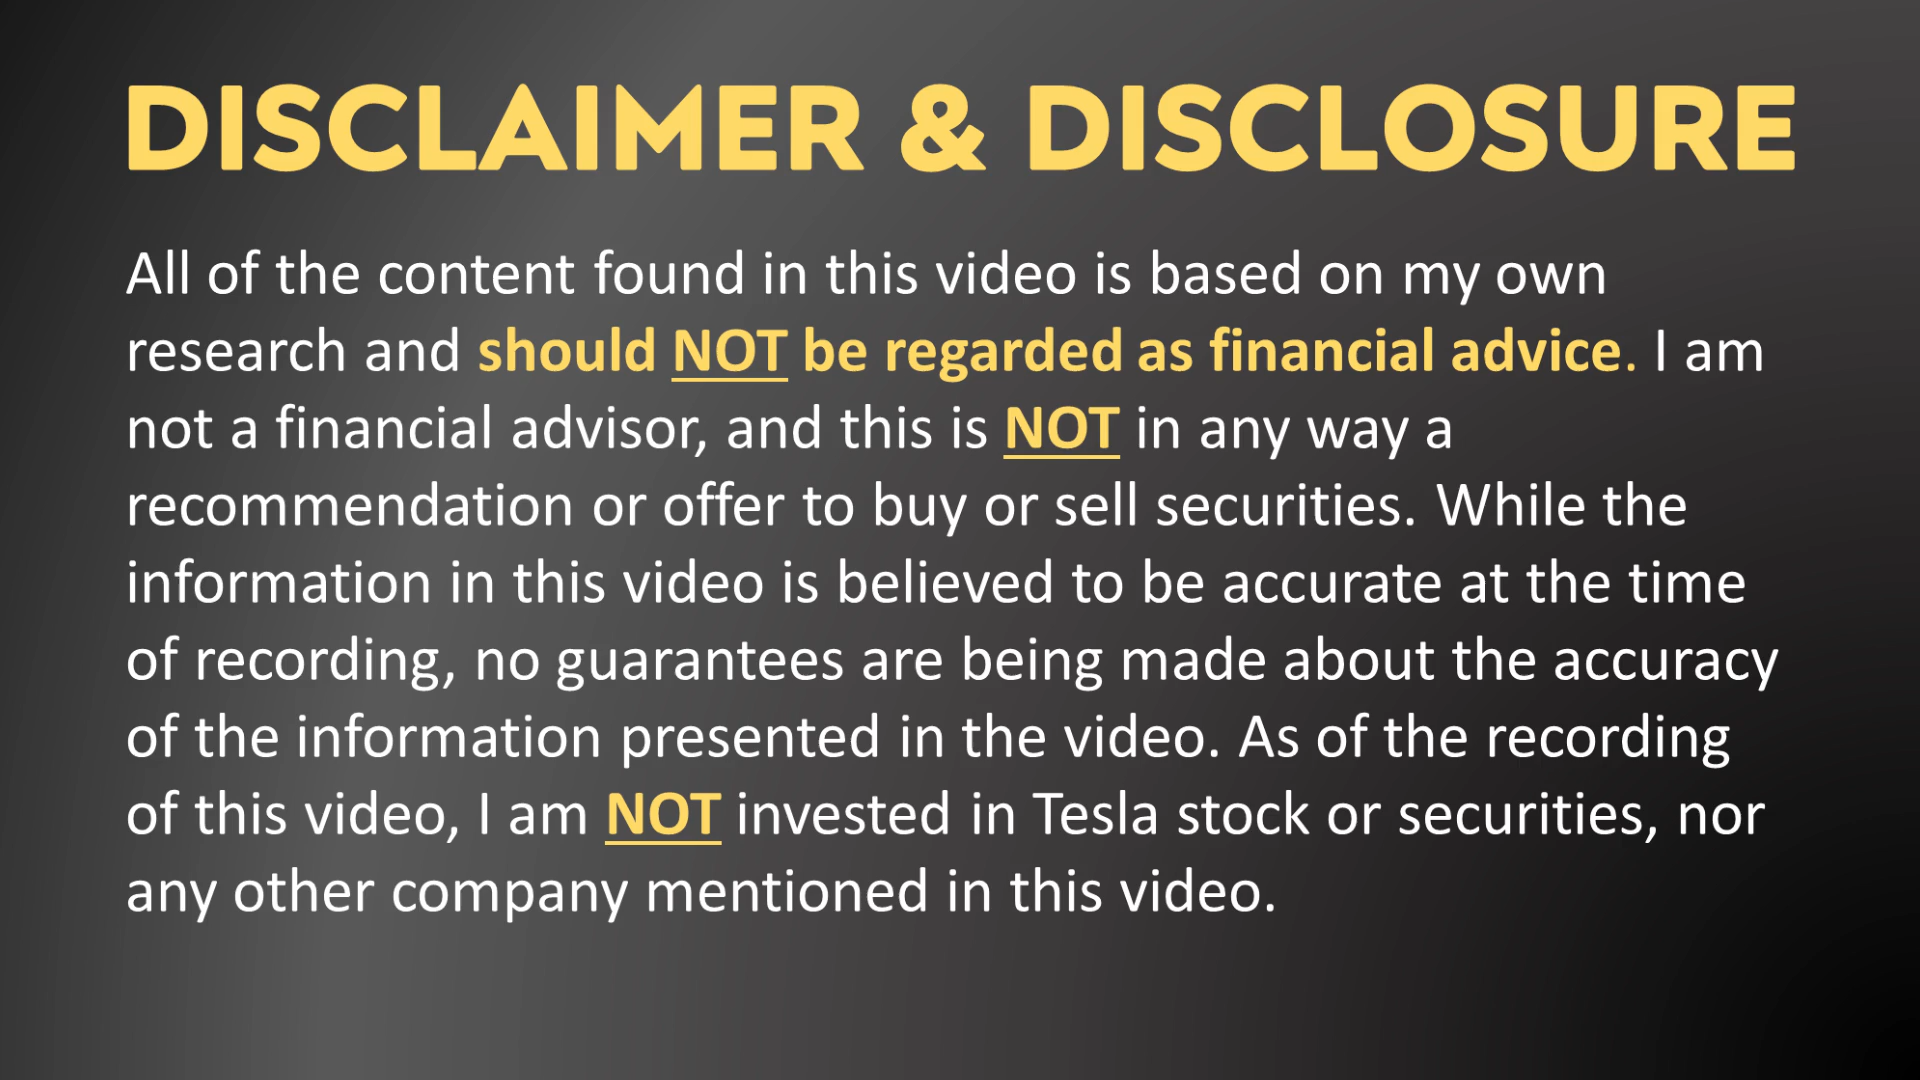 DISCLAIMER & DISCLOSURE
All of the content found in this video is based on my own
research and should NOT be regarded as financial advice. I am
not a financial advisor, and this is NOT in any way a
recommendation or offer to buy or sell securities. While the
information in this video is believed to be accurate at the time
of recording, no guarantees are being made about the accuracy
of the information presented in the video. As of the recording
of this video, I am NOT invested in Tesla stock or securities, nor
any other company mentioned in this video.